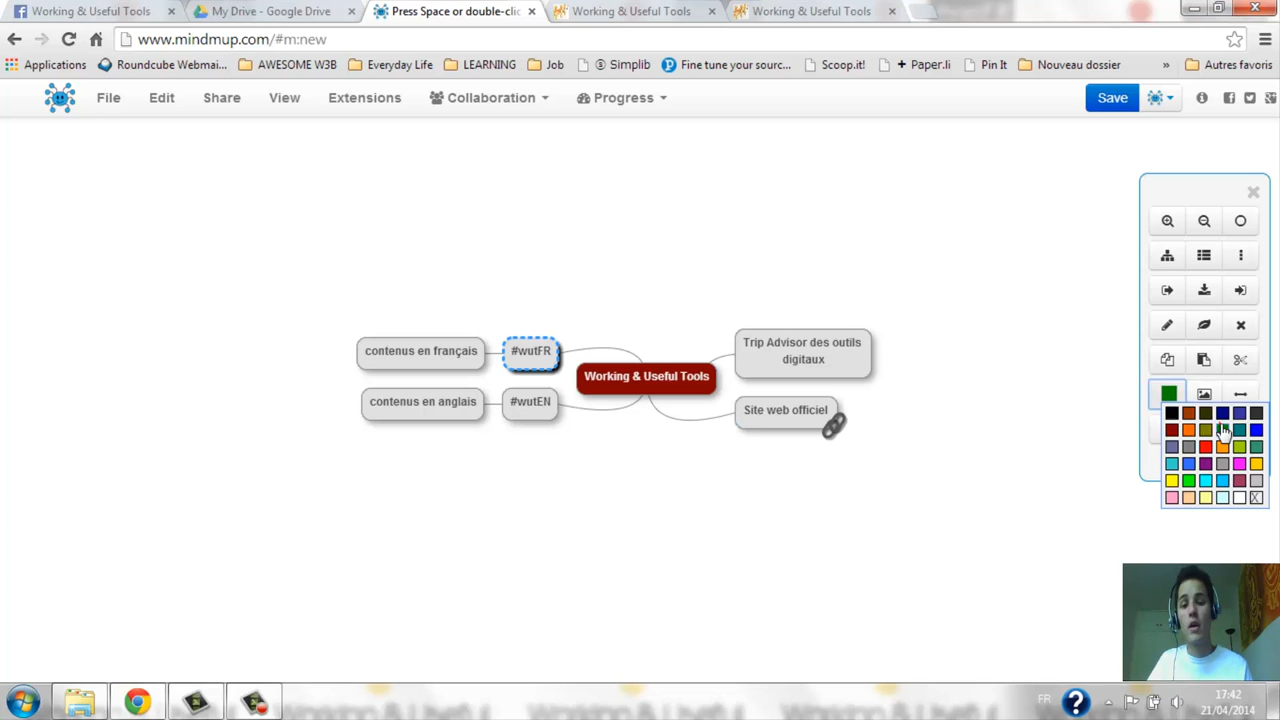 Working & Useful Tools
My Drive - Google Drive
Press Space or double-clic
Working & Useful Tools
Working & Useful Tools
www.mindmup.com/#m:new
Applications
Roundcube Webmai...
AWESOME W3B
Everyday Life
LEARNING
Job
Simplib
Fine tune your sourc...
Scoop.it!
+ Paper.li
Pin It
Nouveau dossier
»
Autres favoris
File
Edit
Share
View
Extensions
Collaboration
Progress
Save
contenus en français
#wutFR
contenus en anglais
#wutEN
Working & Useful Tools
Trip Advisor des outils
digitaux
Site web officiel
X
FR
17:42
21/04/2014